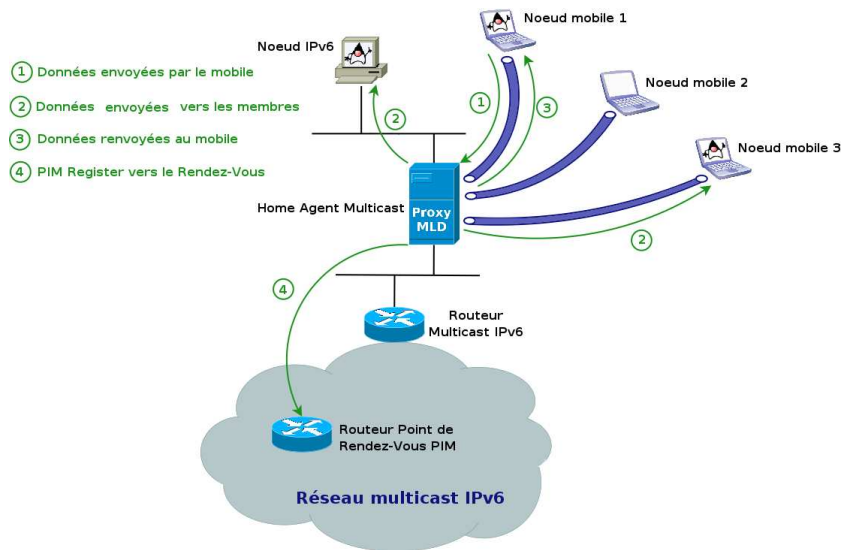 Noeud mobile 1
Noeud IPv6
① Données envoyées par le mobile
② Données envoyées vers les membres
③ Données renvoyées au mobile
④ PIM Register vers le Rendez-Vous
Noeud mobile 2
Noeud mobile 3
①
③
②
Home Agent Multicast
Proxy
MLD
②
④
Routeur
Multicast IPv6
Routeur Point de
Rendez-Vous PIM
Réseau multicast IPv6